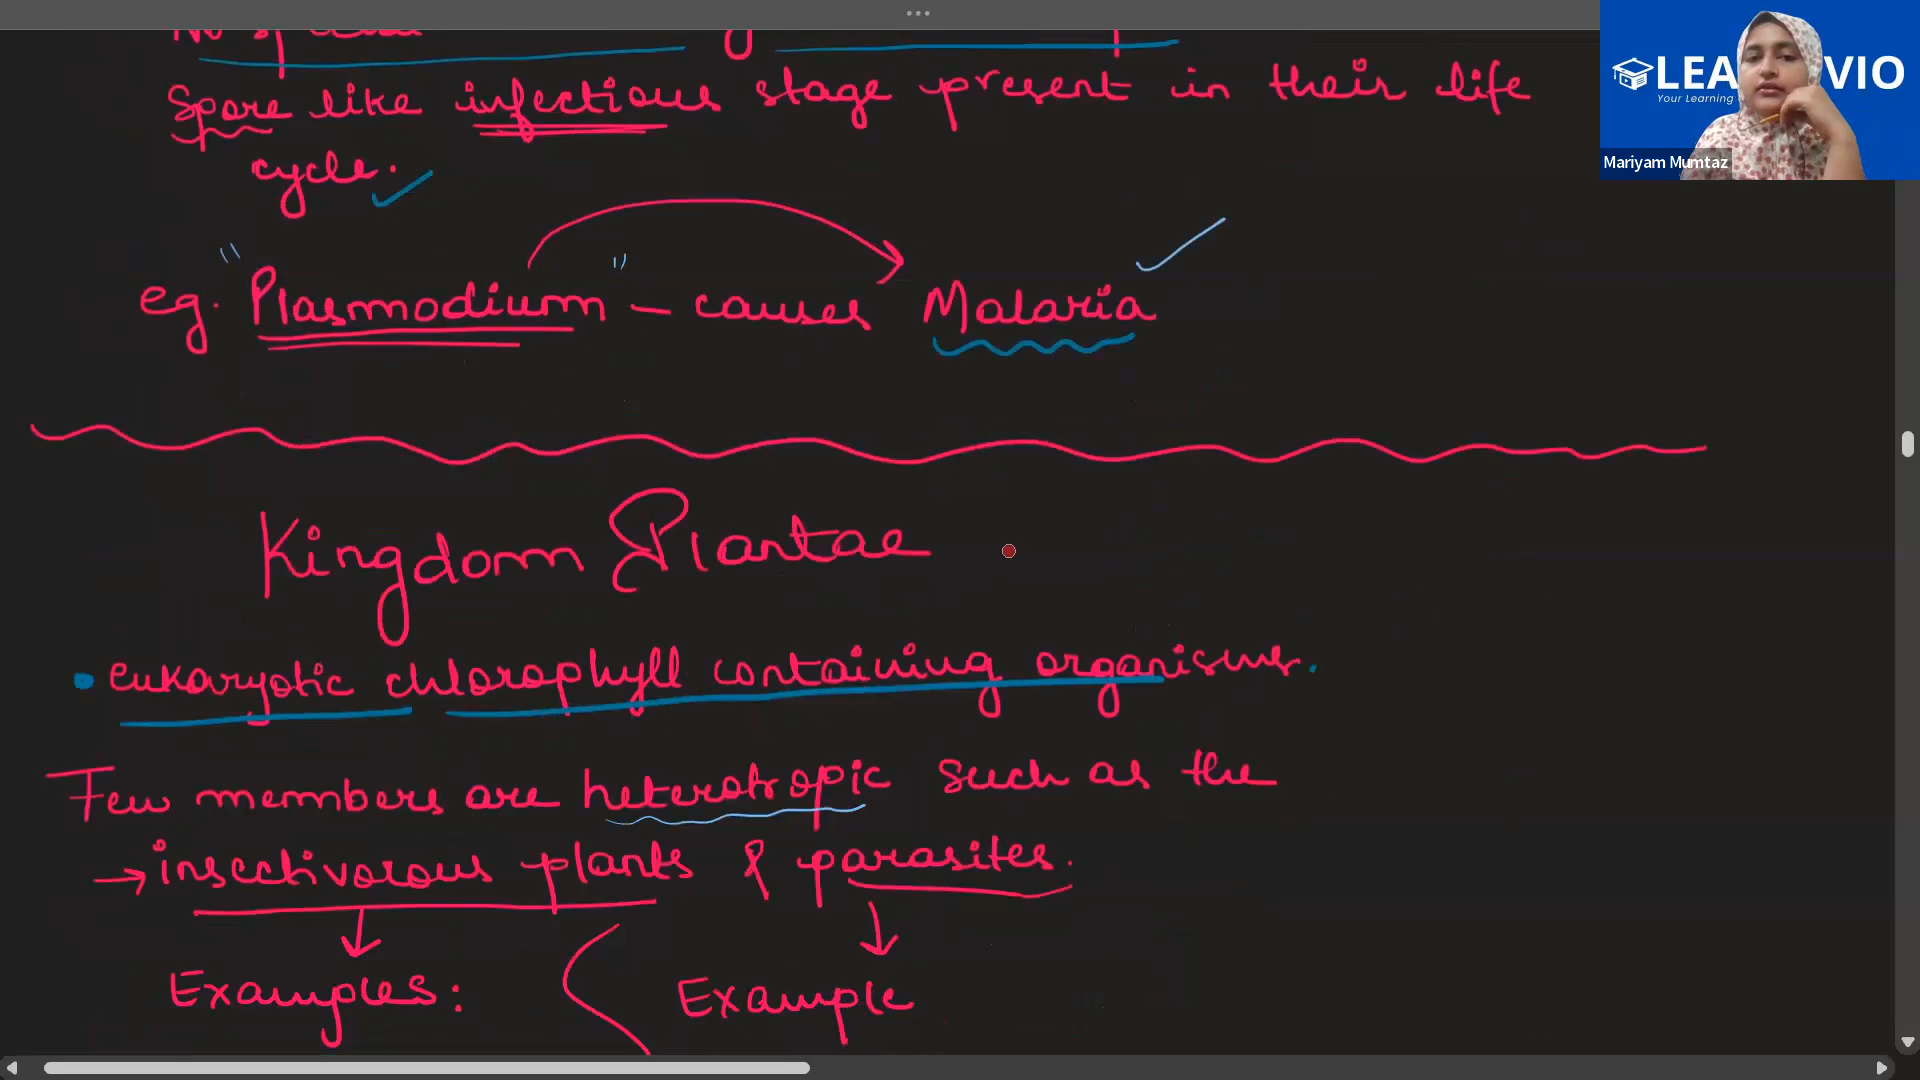 Spore like infectious stage present in their life
cycle.
eg. "Plasmodium" – causes Malaria
Kingdom Plantae
• eukaryotic chlorophyll containing organisms.
Few members are heterotropic such as the
→ insectivorous plants & parasites.
Examples:
Example
LEA VIO
Your Learning
Mariyam Mumtaz